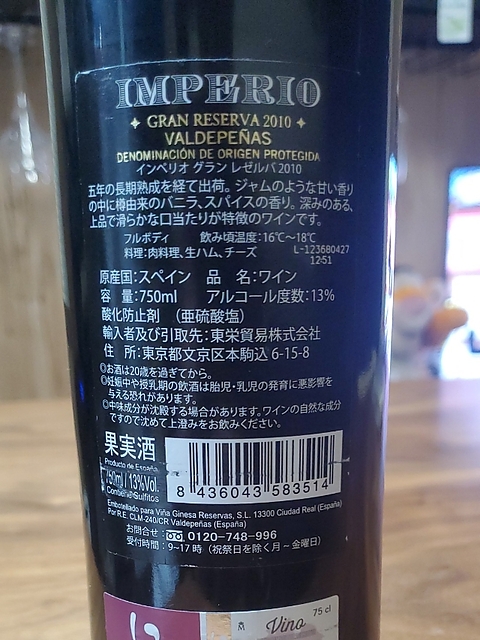 IMPERIO
GRAN RESERVA 2010
VALDEPEÑAS
DENOMINACIÓN DE ORIGEN PROTEGIDA
インペリオ グラン レゼルバ 2010
五年の長期熟成を経て出荷。ジャムのような甘い香り
の中に樽由来のバニラ、スパイスの香り。深みのある、
上品で滑らかな口当たりが特徴のワインです。
フルボディ 飲み頃温度:16℃～18℃
料理:肉料理、生ハム、チーズ L-123680427
12:51
原産国:スペイン 品 名:ワイン
容 量:750ml アルコール度数:13%
酸化防止剤 (亜硫酸塩)
輸入者及び引取先:東栄貿易株式会社
住 所:東京都文京区本駒込 6-15-8
◎お酒は20歳を過ぎてから。
◎妊娠中や授乳期の飲酒は胎児・乳児の発育に悪影響を
与える恐れがあります。
◎中味成分が沈殿する場合があります。ワインの自然な成分
ですので沈めて上澄みをお飲みください。
果実酒
Producto de España
750ml / 13%Vol.
Contiene Sulfitos
8 436043 583514
Embotellado para Viña Ginesa Reservas, S.L. 13300 Ciudad Real (España)
Por R.E. CLM-240/CR Valdepeñas (España)
お問合せ: 0120-748-996
受付時間:9~17時 (祝祭日を除く月～金曜日)
75 cl
Vino